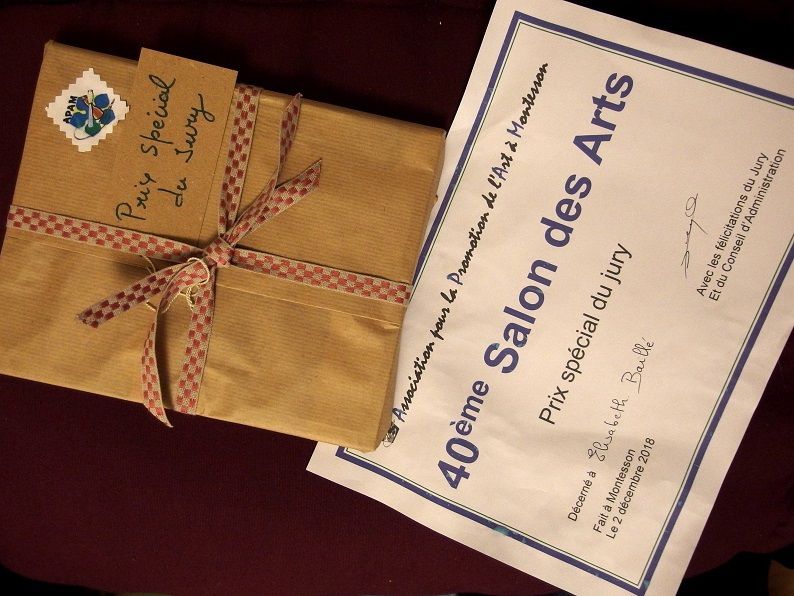 APAM
Prix Spécial
du Jury
Association pour la Promotion de l'Art à Montesson
40ème Salon des Arts
Prix spécial du jury
Décerné à Elisabeth Baillé
Fait à Montesson
Le 2 décembre 2018
Avec les félicitations du Jury
Et du Conseil d'Administration